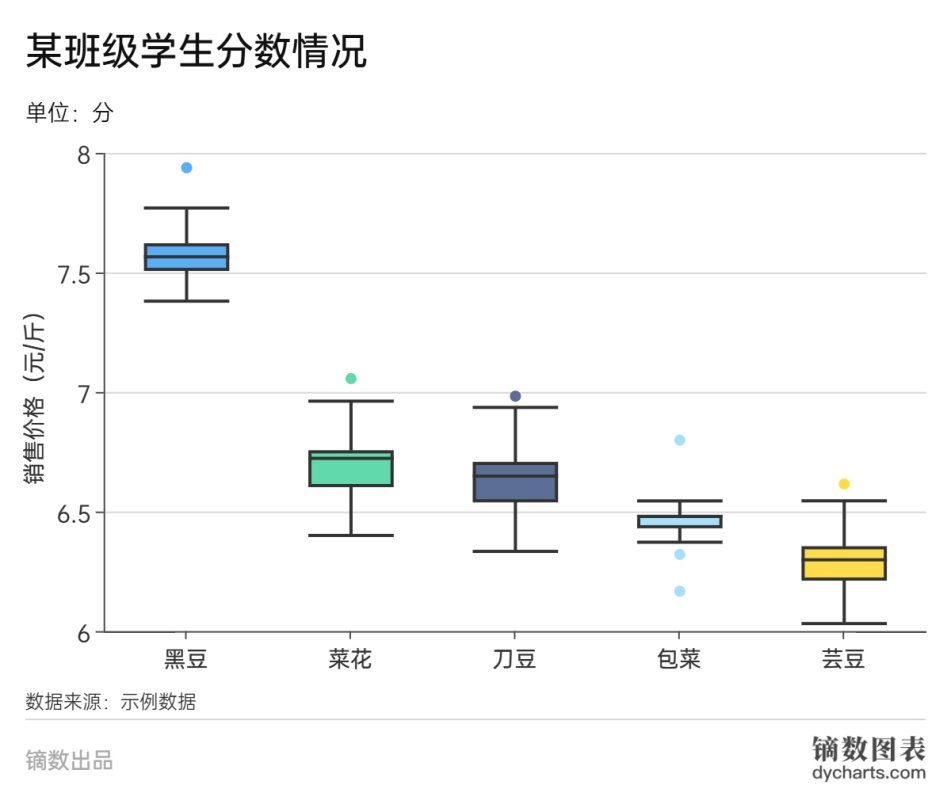 某班级学生分数情况
单位：分
8
7.5
7
6.5
6
销售价格（元/斤）
黑豆 菜花 刀豆 包菜 芸豆
数据来源：示例数据
镝数出品
镝数图表
dycharts.com